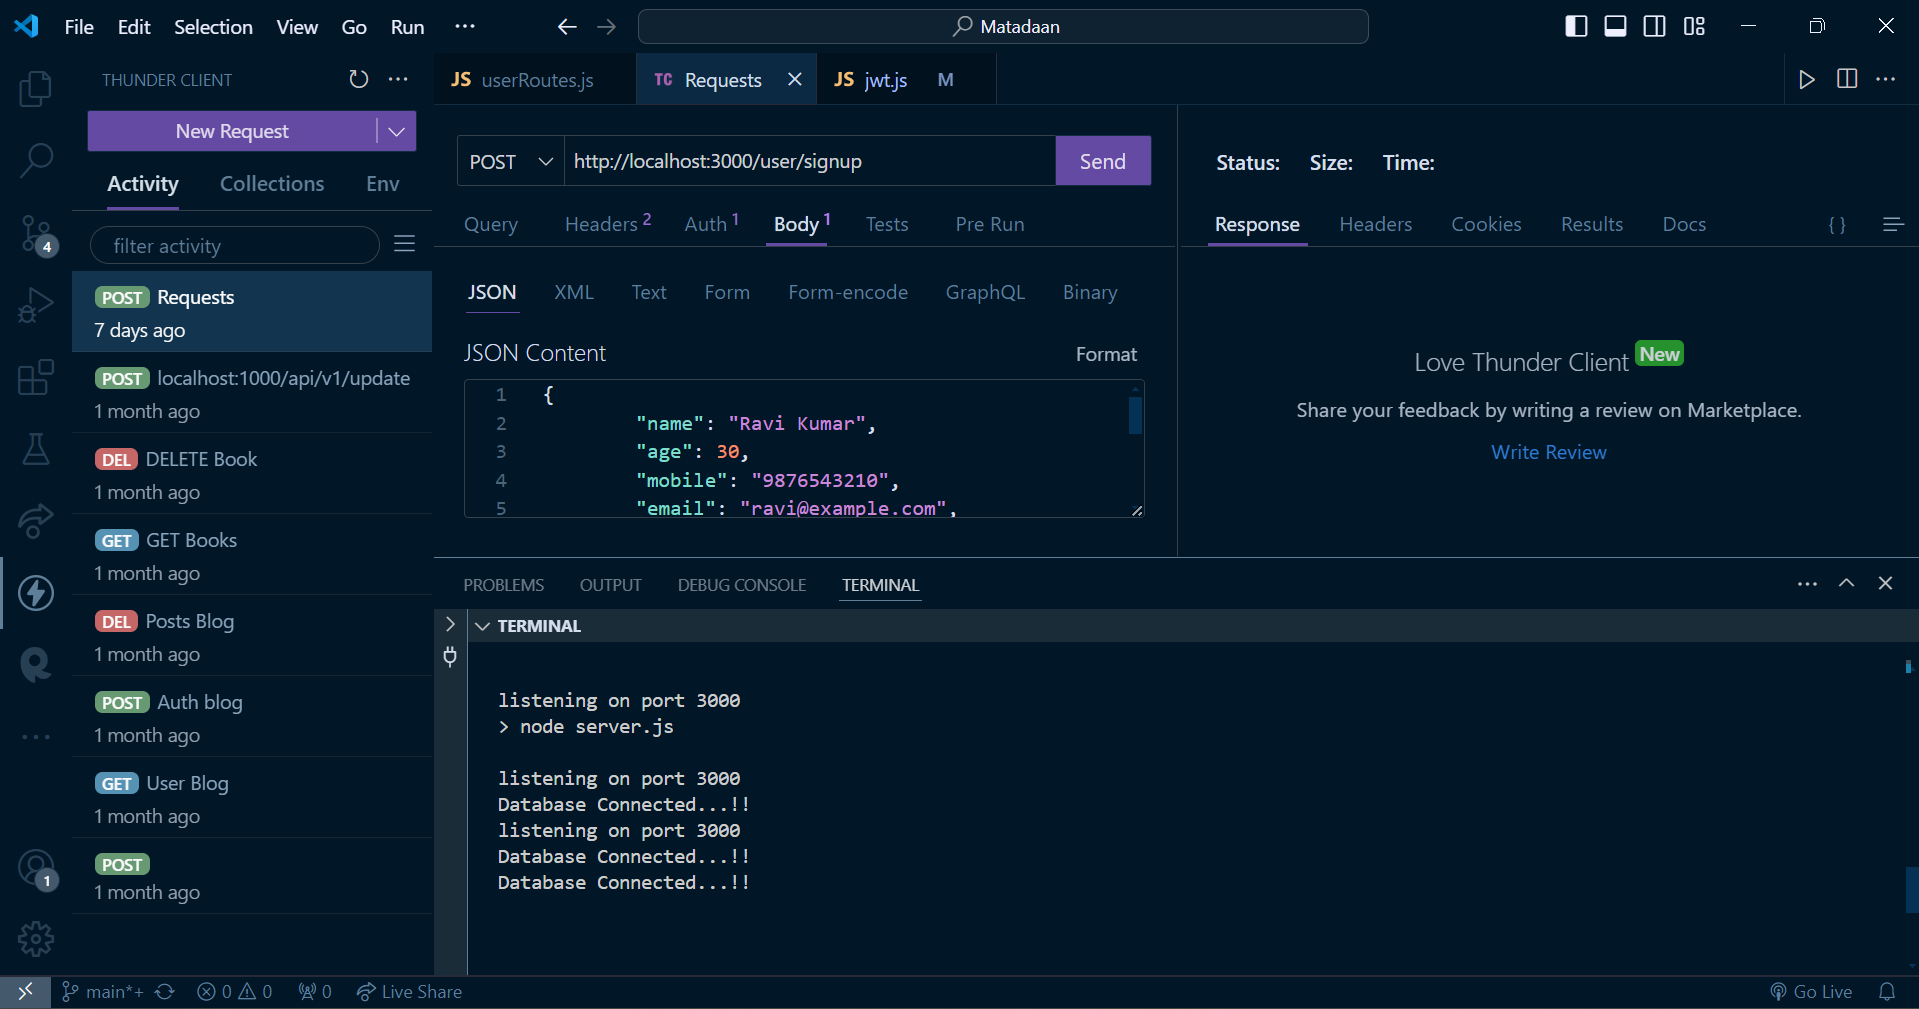 File Edit Selection View Go Run ··· Matadaan
THUNDER CLIENT
New Request
Activity Collections Env
filter activity
POST Requests
7 days ago
POST localhost:1000/api/v1/update
1 month ago
DEL DELETE Book
1 month ago
GET GET Books
1 month ago
DEL Posts Blog
1 month ago
POST Auth blog
1 month ago
GET User Blog
1 month ago
POST
1 month ago
4
1
JS userRoutes.js TC Requests JS jwt.js M
POST http://localhost:3000/user/signup Send
Query Headers 2 Auth 1 Body 1 Tests Pre Run
JSON XML Text Form Form-encode GraphQL Binary
JSON Content Format
1 {
2 "name": "Ravi Kumar",
3 "age": 30,
4 "mobile": "9876543210",
5 "email": "ravi@example.com",
Status: Size: Time:
Response Headers Cookies Results Docs { }
Love Thunder Client New
Share your feedback by writing a review on Marketplace.
Write Review
PROBLEMS OUTPUT DEBUG CONSOLE TERMINAL
TERMINAL
listening on port 3000
> node server.js
listening on port 3000
Database Connected...!!
listening on port 3000
Database Connected...!!
Database Connected...!!
main*+ 0 0 0 Live Share Go Live